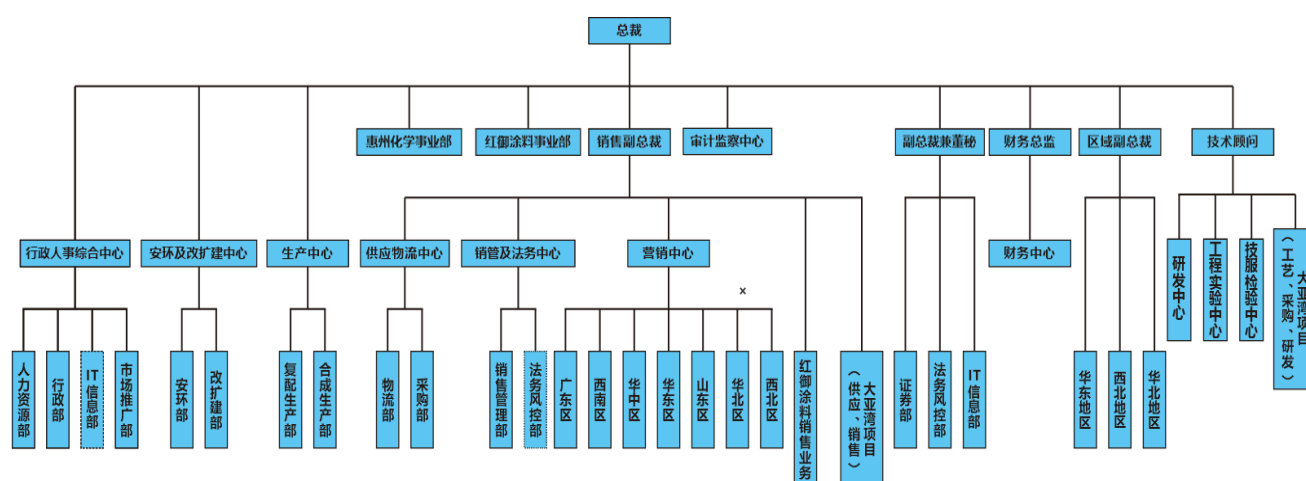 总裁
惠州化学事业部
红御涂料事业部
销售副总裁
审计监察中心
副总裁兼董秘
财务总监
区域副总裁
技术顾问
行政人事综合中心
安环及改扩建中心
生产中心
供应物流中心
销管及法务中心
营销中心
财务中心
研发中心
工程实验中心
技服检验中心
大亚湾项目
（工艺、采购、研发）
×
人力资源部
行政部
IT信息部
市场推广部
安环部
改扩建部
复配生产部
合成生产部
物流部
采购部
销售管理部
法务风控部
广东区
西南区
华中区
华东区
山东区
华北区
西北区
红御涂料销售业务
大亚湾项目
（供应、销售）
证券部
法务风控部
IT信息部
华东地区
西北地区
华北地区